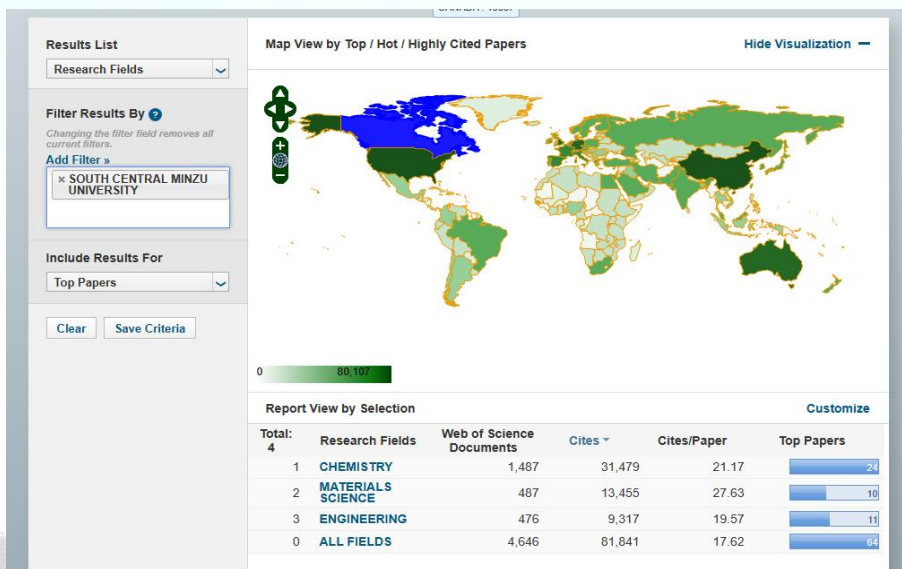 Results List
Map View by Top / Hot / Highly Cited Papers
Hide Visualization −
Research Fields
Filter Results By ?
Changing the filter field removes all
current filters.
Add Filter »
× SOUTH CENTRAL MINZU
UNIVERSITY
Include Results For
Top Papers
Clear Save Criteria
0 80,107
Report View by Selection
Customize
Total: 4 Research Fields Web of Science Documents Cites Cites/Paper Top Papers
1 CHEMISTRY 1,487 31,479 21.17 24
2 MATERIALS SCIENCE 487 13,455 27.63 10
3 ENGINEERING 476 9,317 19.57 11
0 ALL FIELDS 4,646 81,841 17.62 64